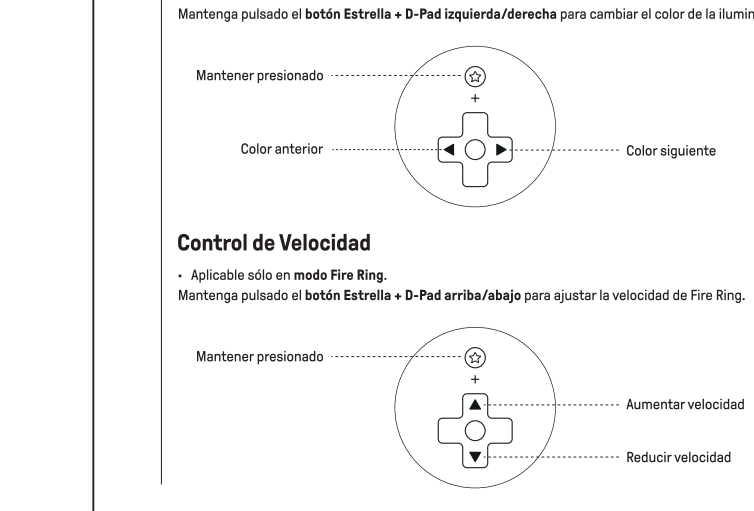 Mantenga pulsado el botón Estrella + D-Pad izquierda/derecha para cambiar el color de la
Mantener presionado
+
Color anterior
Color siguiente
Control de Velocidad
• Aplicable sólo en modo Fire Ring.
Mantenga pulsado el botón Estrella + D-Pad arriba/abajo para ajustar la velocidad de Fire Ring.
Mantener presionado
+
Aumentar velocidad
Reducir velocidad